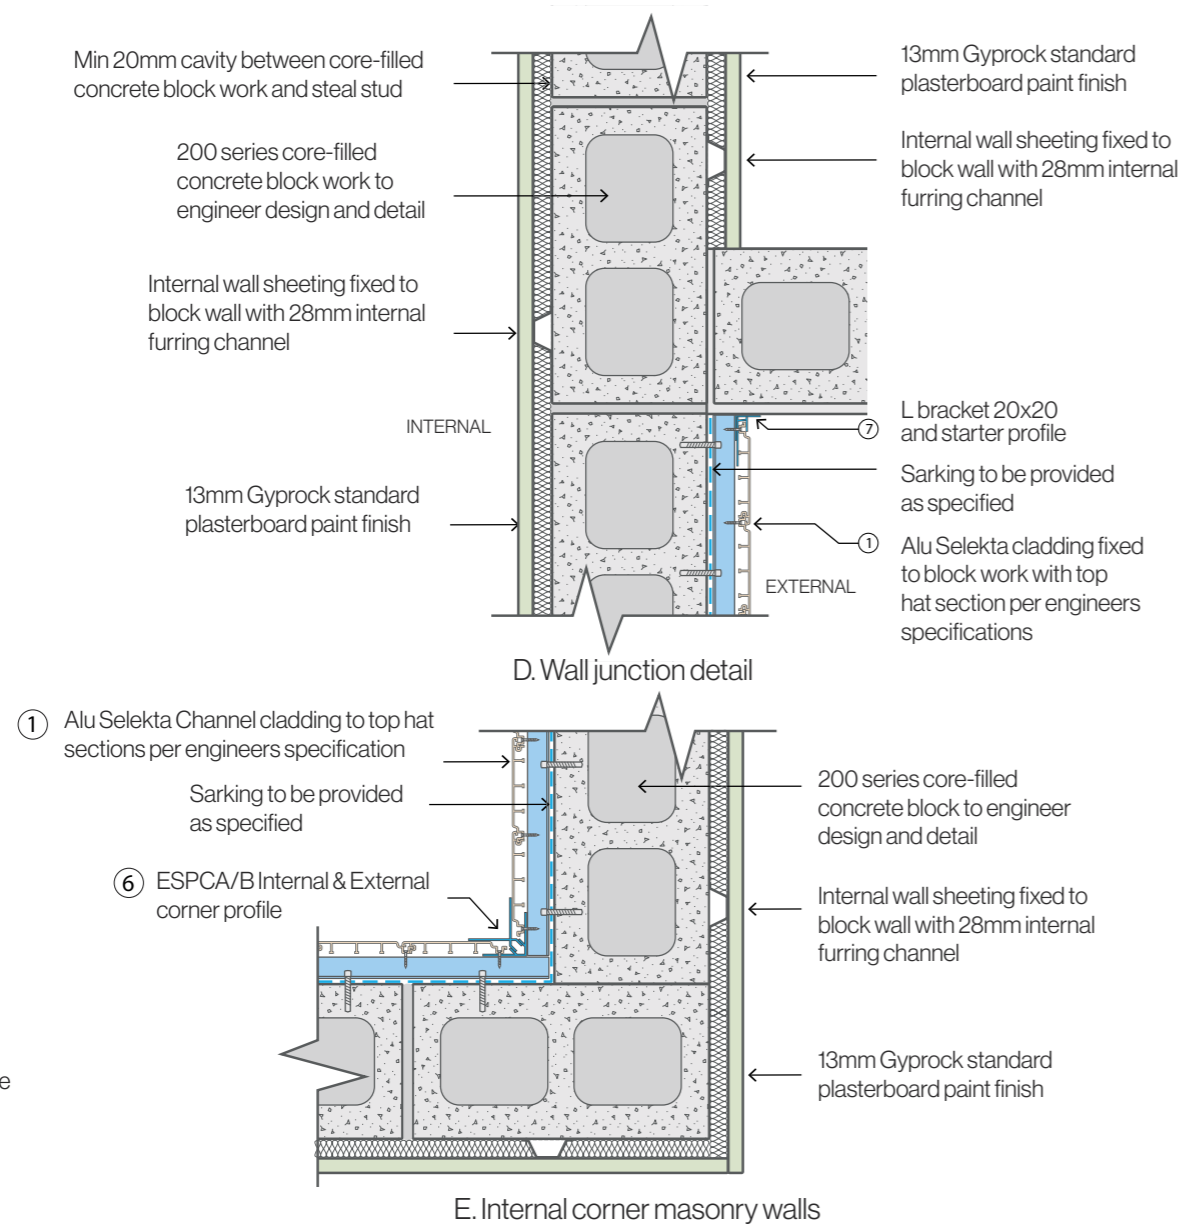 Min 20mm cavity between core-filled
concrete block work and steal stud
200 series core-filled
concrete block work to
engineer design and detail
Internal wall sheeting fixed to
block wall with 28mm internal
furring channel
INTERNAL
13mm Gyprock standard
plasterboard paint finish
13mm Gyprock standard
plasterboard paint finish
Internal wall sheeting fixed to
block wall with 28mm internal
furring channel
7 L bracket 20x20
and starter profile
Sarking to be provided
as specified
1 Alu Selekta cladding fixed
to block work with top
hat section per engineers
specifications
EXTERNAL
D. Wall junction detail
1 Alu Selekta Channel cladding to top hat
sections per engineers specification
Sarking to be provided
as specified
6 ESPCA/B Internal & External
corner profile
200 series core-filled
concrete block to engineer
design and detail
Internal wall sheeting fixed to
block wall with 28mm internal
furring channel
13mm Gyprock standard
plasterboard paint finish
E. Internal corner masonry walls